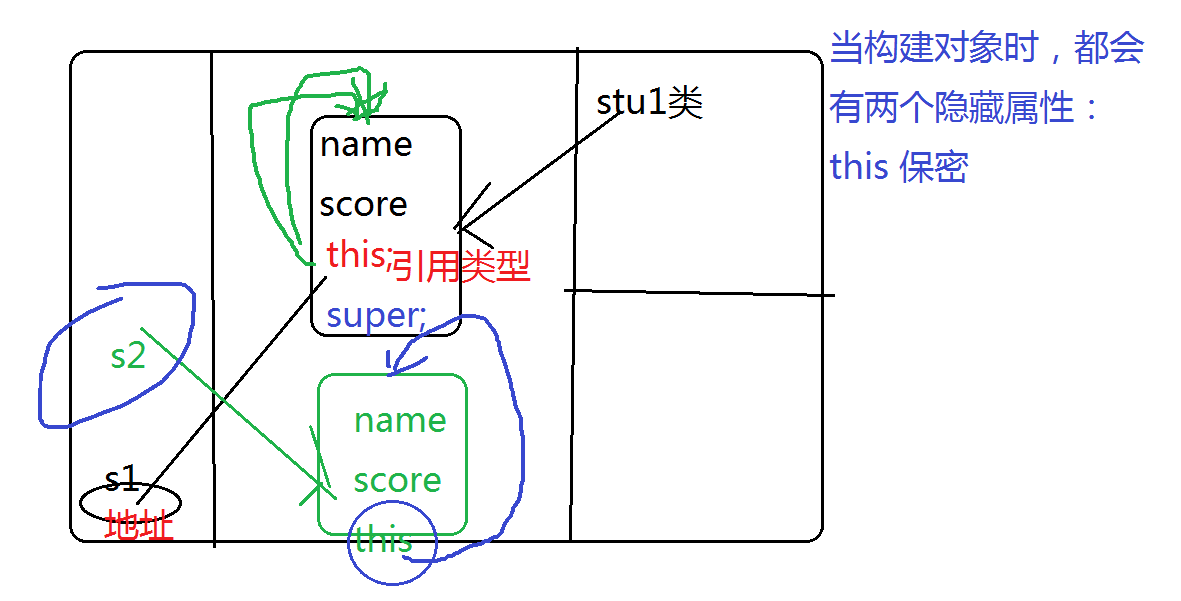 当构建对象时，都会
有两个隐藏属性：
this 保密
stu1类
name
score
this;引用类型
super;
s2
name
score
this
s1
地址